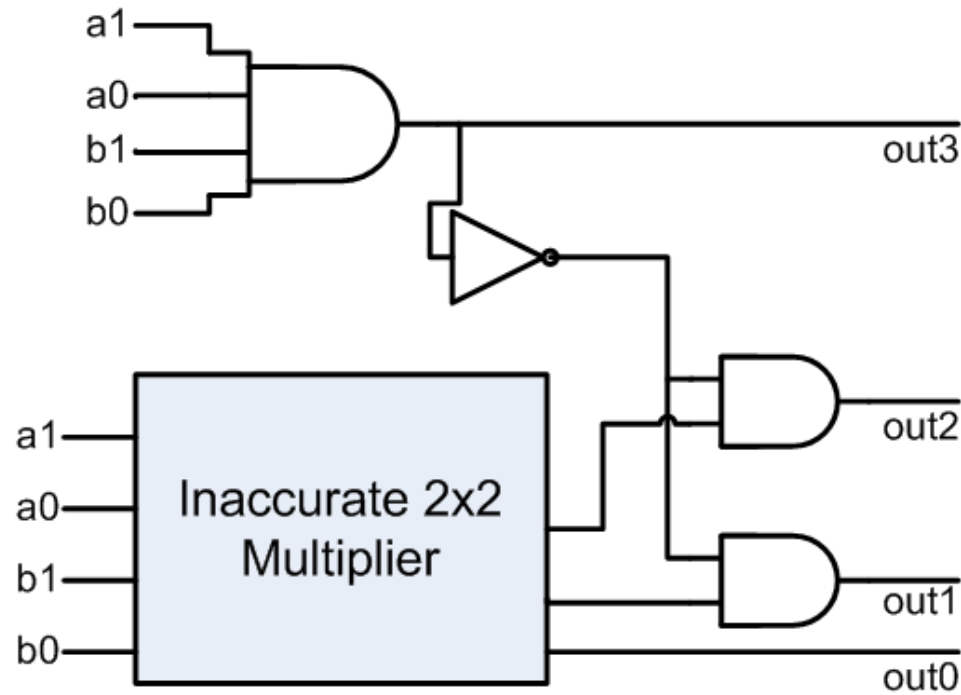 a1
a0
b1
b0
out3
out2
a1
a0
b1
b0
Inaccurate 2x2
Multiplier
out1
out0